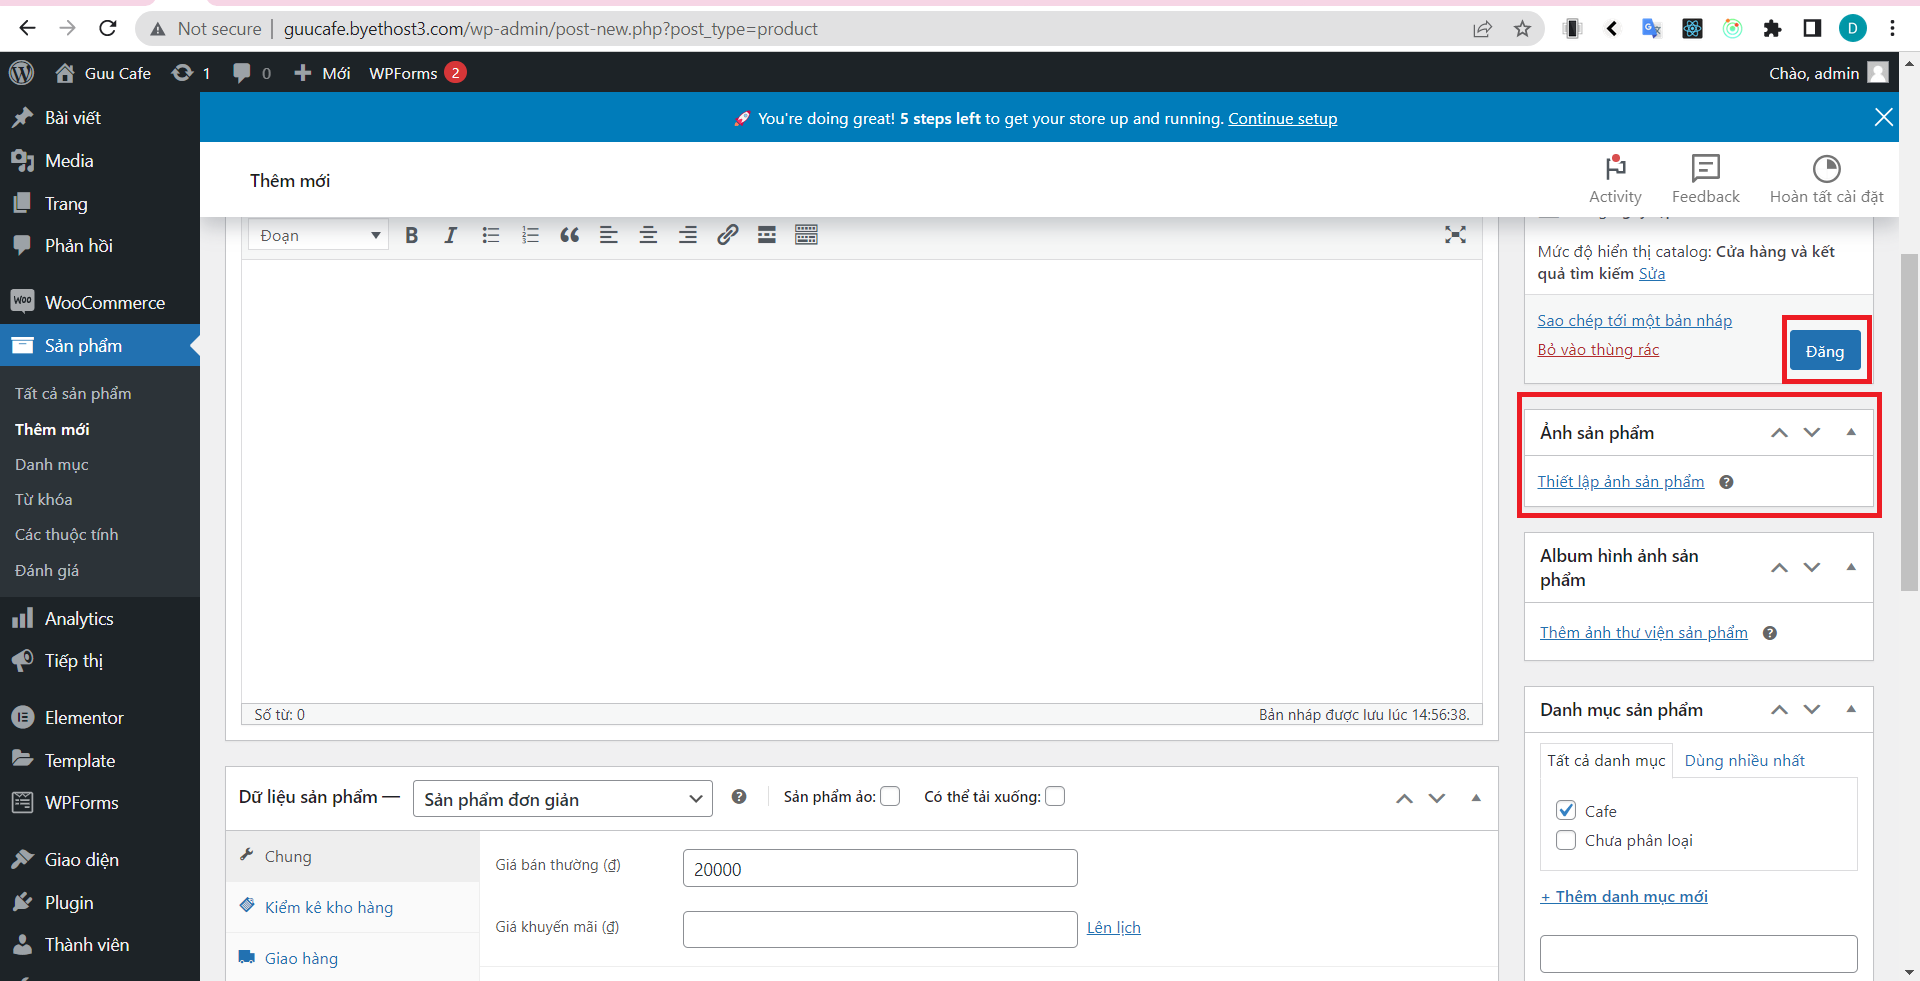 Not secure guucafe.byethost3.com/wp-admin/post-new.php?post_type=product
D
Guu Cafe 1 0 Mới WPForms 2 Chào, admin
Bài viết
Media
Trang
Phản hồi
WooCommerce
Sản phẩm
Tất cả sản phẩm
Thêm mới
Danh mục
Từ khóa
Các thuộc tính
Đánh giá
Analytics
Tiếp thị
Elementor
Template
WPForms
Giao diện
Plugin
Thành viên
You're doing great! 5 steps left to get your store up and running. Continue setup
Thêm mới
Activity
Feedback
Hoàn tất cài đặt
Đoạn
Số từ: 0
Bản nháp được lưu lúc 14:56:38.
Dữ liệu sản phẩm — Sản phẩm đơn giản Sản phẩm ảo: Có thể tải xuống:
Chung
Kiểm kê kho hàng
Giao hàng
Giá bán thường (₫) 20000
Giá khuyến mãi (₫) Lên lịch
Mức độ hiển thị catalog: Cửa hàng và kết
quả tìm kiếm Sửa
Sao chép tới một bản nháp
Bỏ vào thùng rác
Đăng
Ảnh sản phẩm
Thiết lập ảnh sản phẩm
Album hình ảnh sản
phẩm
Thêm ảnh thư viện sản phẩm
Danh mục sản phẩm
Tất cả danh mục Dùng nhiều nhất
Cafe
Chưa phân loại
+ Thêm danh mục mới